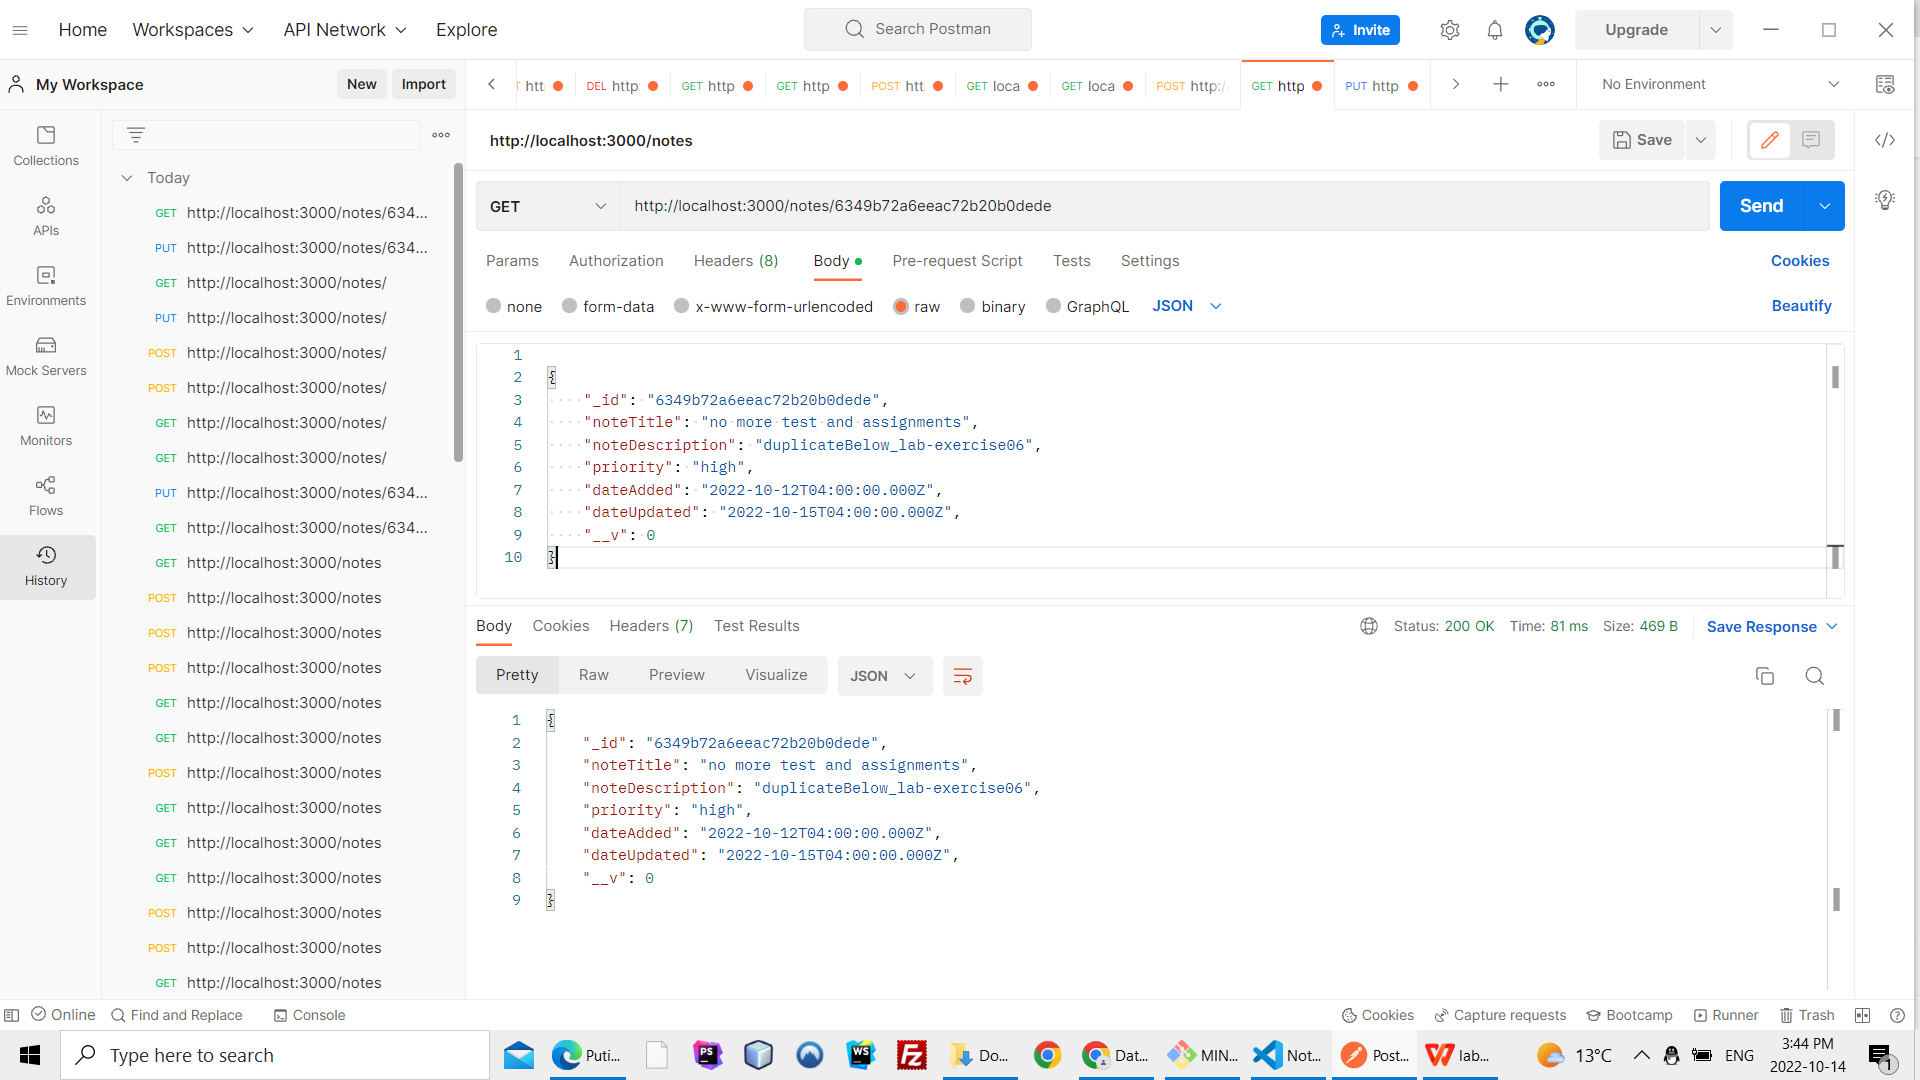 Home Workspaces API Network Explore Search Postman Invite Upgrade
My Workspace New Import
htt DEL http GET http GET http POST htt GET loca GET loca POST http:/ GET http PUT http No Environment
Collections
APIs
Environments
Mock Servers
Monitors
Flows
History
Today
GET http://localhost:3000/notes/634...
PUT http://localhost:3000/notes/634...
GET http://localhost:3000/notes/
PUT http://localhost:3000/notes/
POST http://localhost:3000/notes/
POST http://localhost:3000/notes/
GET http://localhost:3000/notes/
GET http://localhost:3000/notes/
PUT http://localhost:3000/notes/634...
GET http://localhost:3000/notes/634...
GET http://localhost:3000/notes
POST http://localhost:3000/notes
POST http://localhost:3000/notes
POST http://localhost:3000/notes
GET http://localhost:3000/notes
GET http://localhost:3000/notes
POST http://localhost:3000/notes
GET http://localhost:3000/notes
GET http://localhost:3000/notes
GET http://localhost:3000/notes
POST http://localhost:3000/notes
POST http://localhost:3000/notes
GET http://localhost:3000/notes
http://localhost:3000/notes Save
GET http://localhost:3000/notes/6349b72a6eeac72b20b0dede Send
Params Authorization Headers (8) Body Pre-request Script Tests Settings Cookies
none form-data x-www-form-urlencoded raw binary GraphQL JSON Beautify
1
2 {
3 "_id": "6349b72a6eeac72b20b0dede",
4 "noteTitle": "no more test and assignments",
5 "noteDescription": "duplicateBelow_lab-exercise06",
6 "priority": "high",
7 "dateAdded": "2022-10-12T04:00:00.000Z",
8 "dateUpdated": "2022-10-15T04:00:00.000Z",
9 "__v": 0
10 }
Body Cookies Headers (7) Test Results Status: 200 OK Time: 81 ms Size: 469 B Save Response
Pretty Raw Preview Visualize JSON
1 {
2 "_id": "6349b72a6eeac72b20b0dede",
3 "noteTitle": "no more test and assignments",
4 "noteDescription": "duplicateBelow_lab-exercise06",
5 "priority": "high",
6 "dateAdded": "2022-10-12T04:00:00.000Z",
7 "dateUpdated": "2022-10-15T04:00:00.000Z",
8 "__v": 0
9 }
Online Find and Replace Console Cookies Capture requests Bootcamp Runner Trash
Type here to search Puti... PS WS FZ Do... Dat... MIN... Not... Post... lab... 13°C ENG 3:44 PM
2022-10-14 1